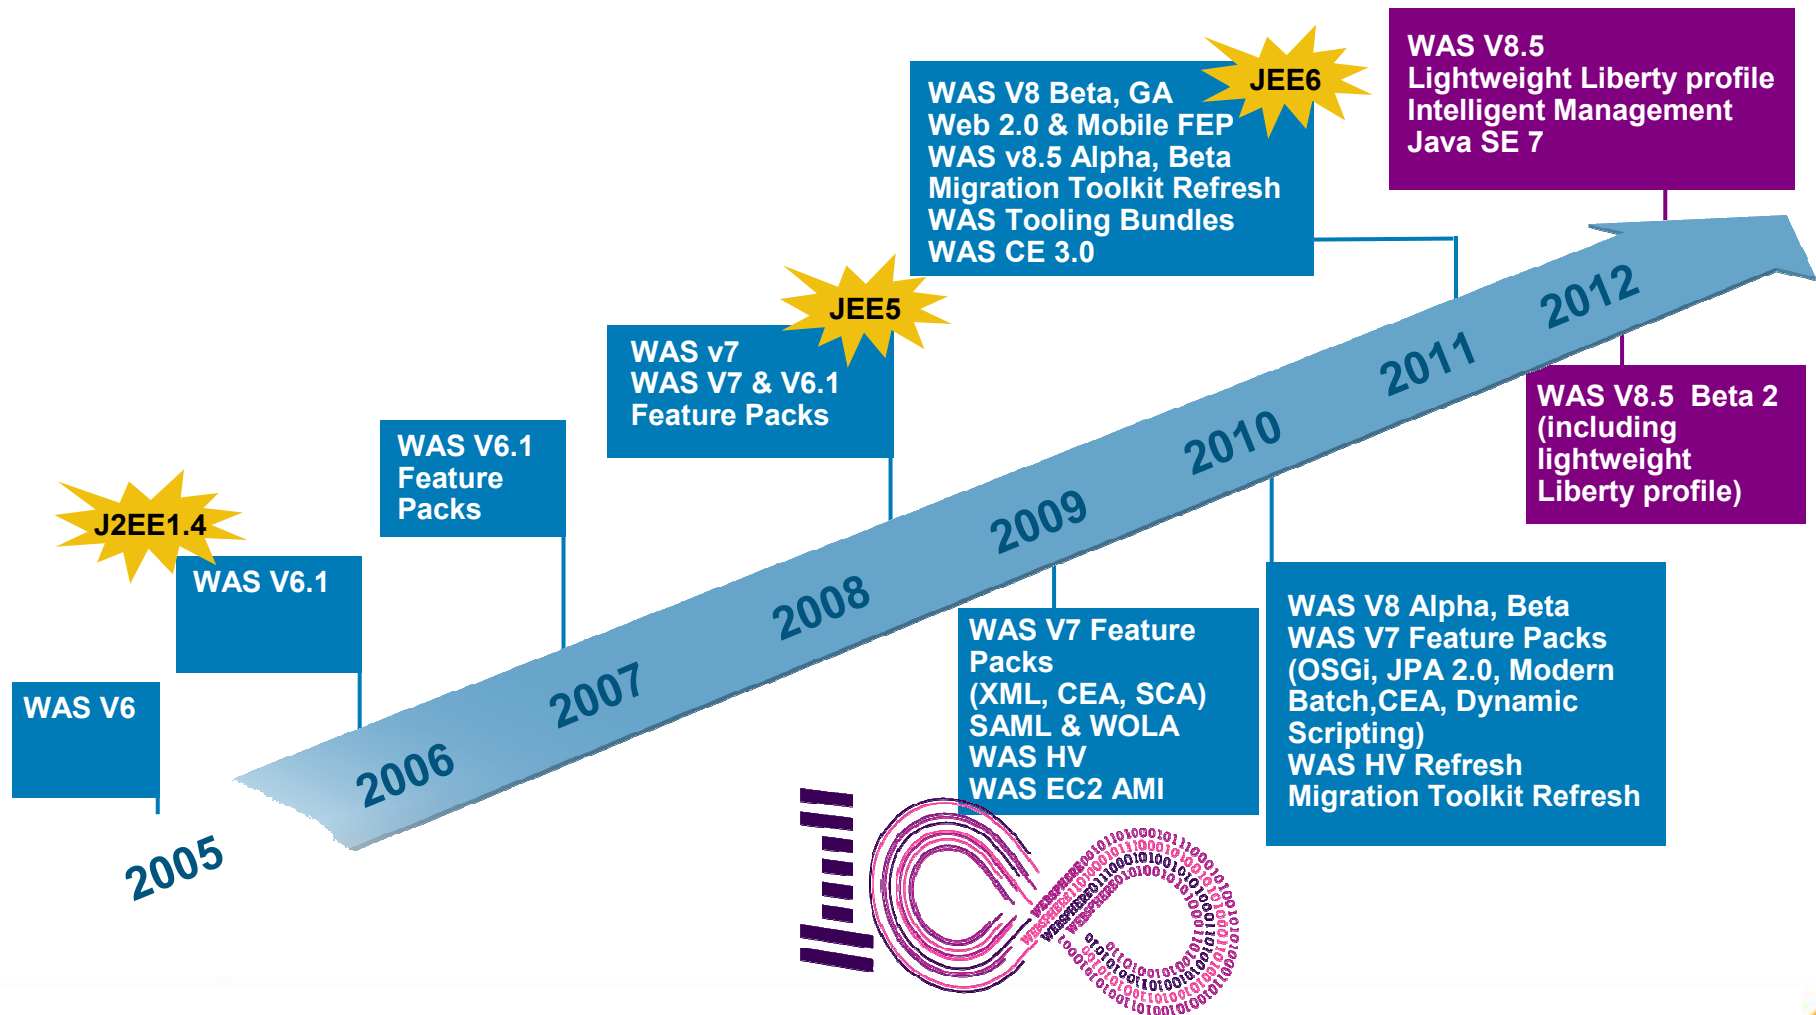 WAS V8.5
Lightweight Liberty profile
Intelligent Management
Java SE 7
JEE6
WAS V8 Beta, GA
Web 2.0 & Mobile FEP
WAS v8.5 Alpha, Beta
Migration Toolkit Refresh
WAS Tooling Bundles
WAS CE 3.0
JEE5
WAS v7
WAS V7 & V6.1
Feature Packs
WAS V6.1
Feature
Packs
J2EE1.4
WAS V6.1
WAS V6
2005
2006
2007
2008
2009
2010
2011
2012
WAS V8.5 Beta 2
(including
lightweight
Liberty profile)
WAS V7 Feature
Packs
(XML, CEA, SCA)
SAML & WOLA
WAS HV
WAS EC2 AMI
WAS V8 Alpha, Beta
WAS V7 Feature Packs
(OSGi, JPA 2.0, Modern
Batch,CEA, Dynamic
Scripting)
WAS HV Refresh
Migration Toolkit Refresh
WEBSPHERE
WEBSPHERE
WEBSPHERE
WEBSPHERE